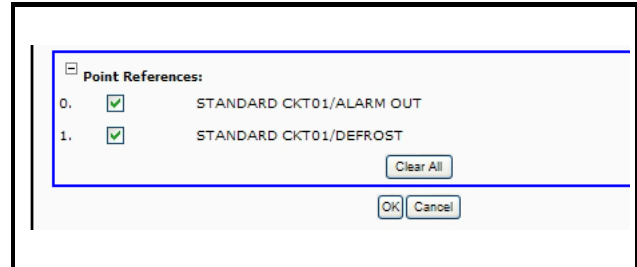 Point References:
0. STANDARD CKT01/ALARM OUT
1. STANDARD CKT01/DEFROST
Clear All
OK Cancel